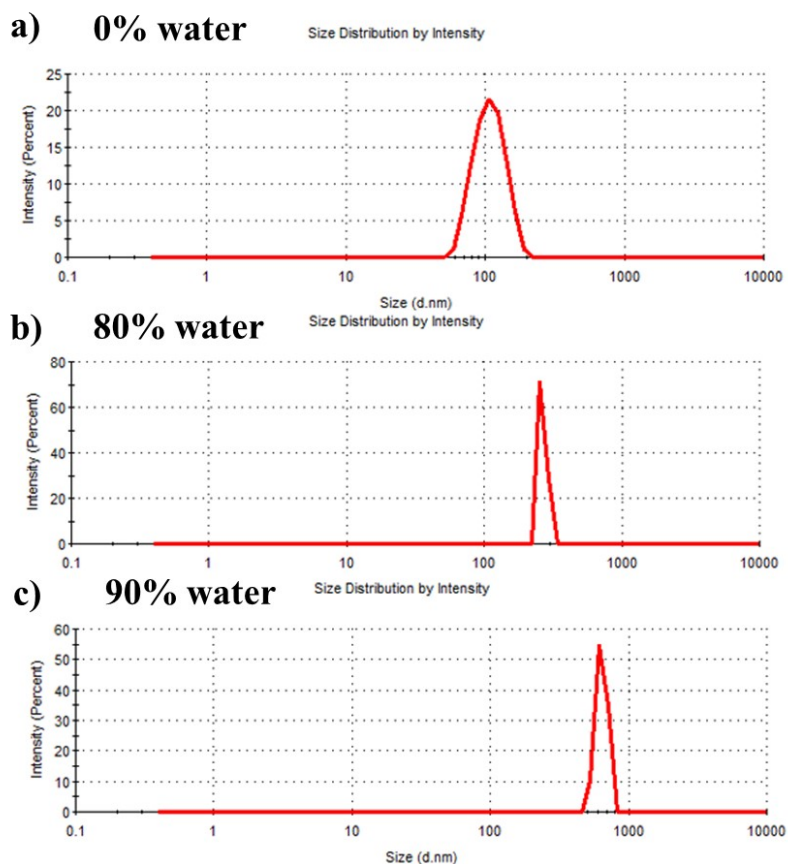 a) 0% water
Size Distribution by Intensity
Intensity (Percent)
25
20
15
10
5
0
0.1 1 10 100 1000 10000
Size (d.nm)
b) 80% water
Size Distribution by Intensity
Intensity (Percent)
80
60
40
20
0
0.1 1 10 100 1000 10000
c) 90% water
Size Distribution by Intensity
Intensity (Percent)
60
50
40
30
20
10
0
0.1 1 10 100 1000 10000
Size (d.nm)